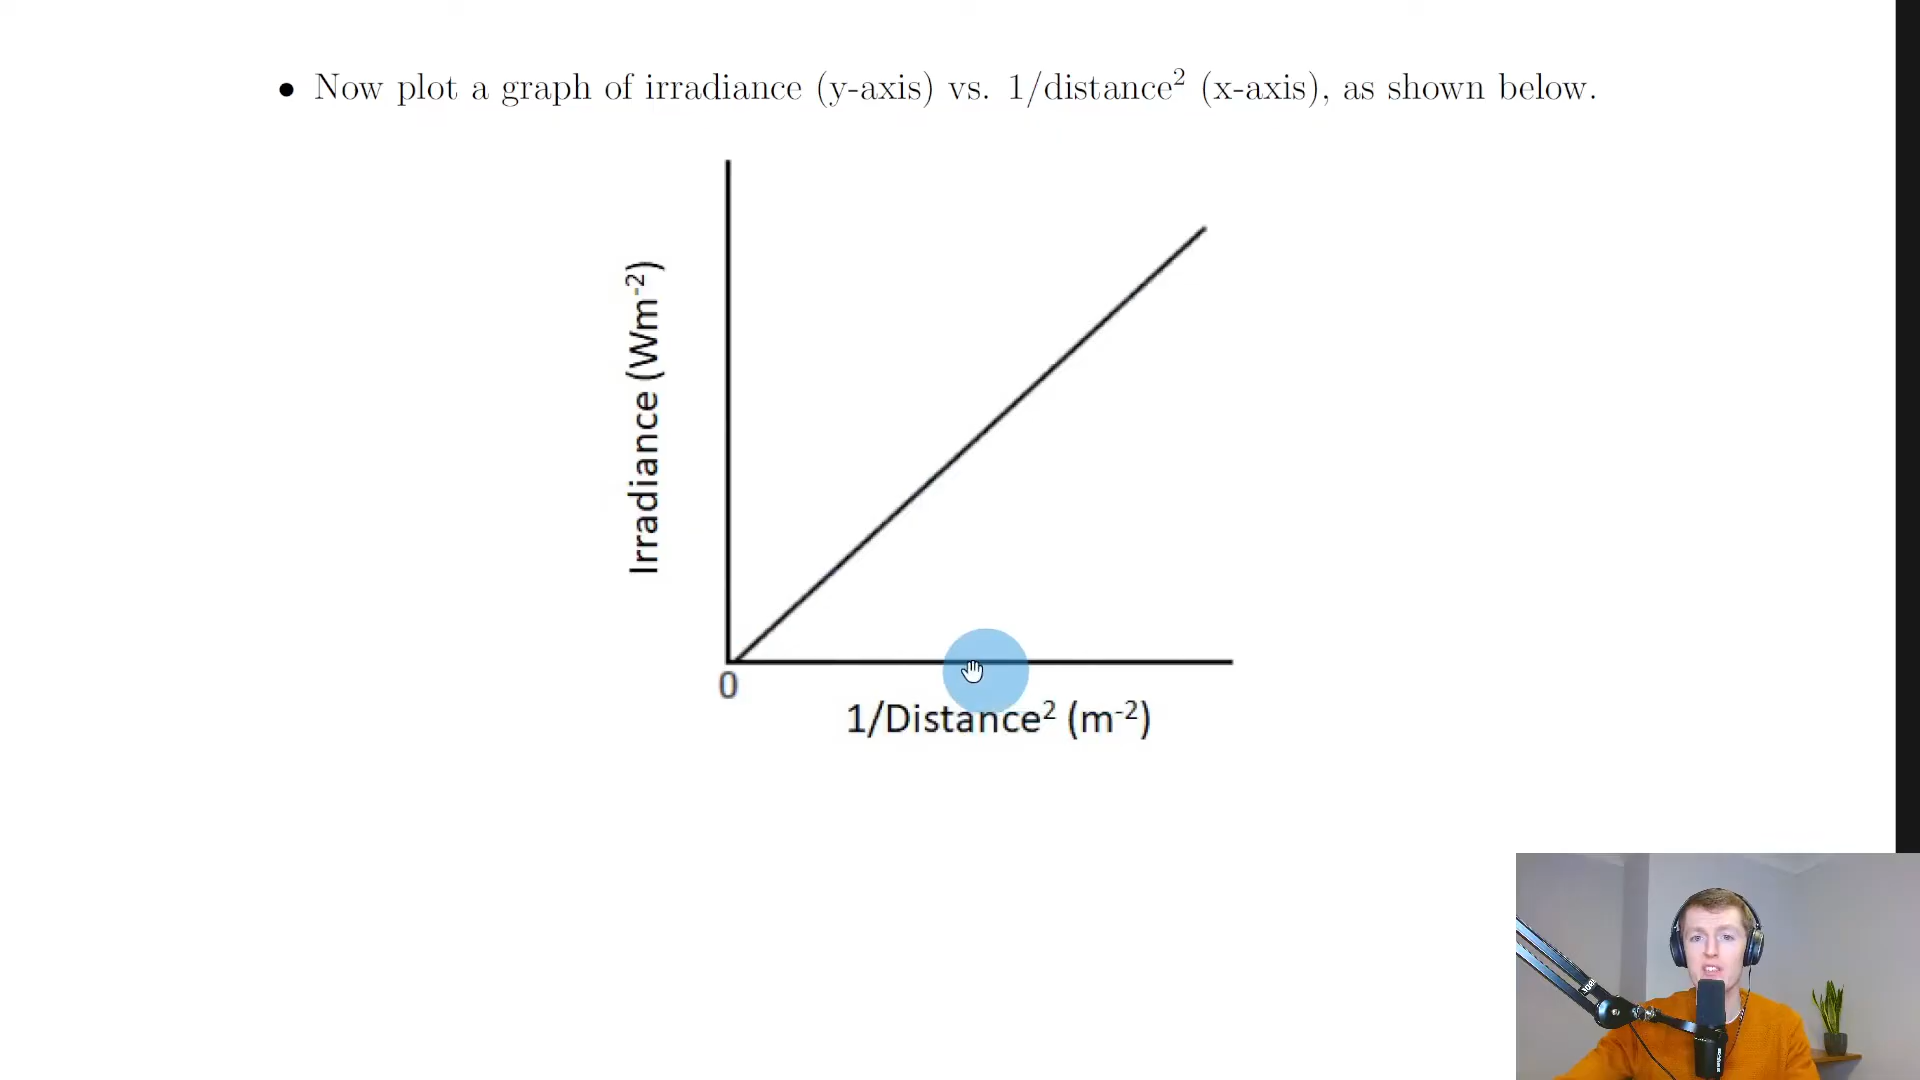 • Now plot a graph of irradiance (y-axis) vs. 1/distance² (x-axis), as shown below.
Irradiance (Wm⁻²)
0
1/Distance² (m⁻²)